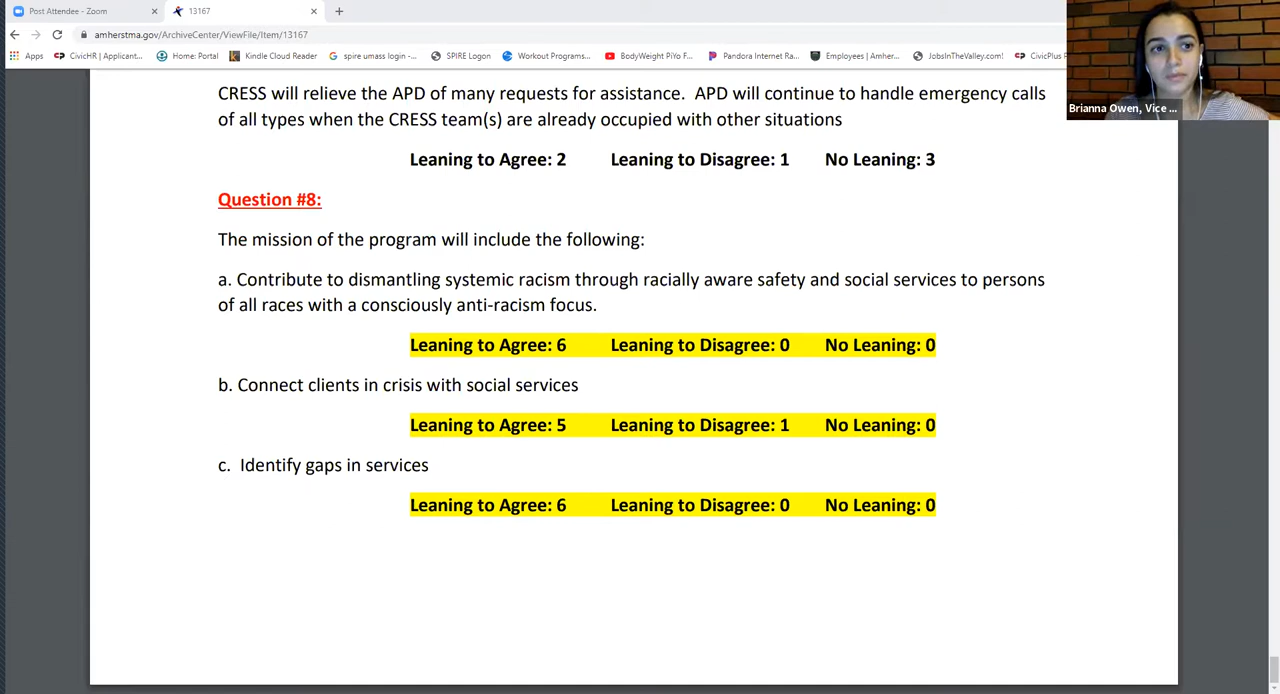 Post Attendee - Zoom
13167
amherstma.gov/ArchiveCenter/ViewFile/Item/13167
Apps
CivicHR | Applicant...
Home: Portal
Kindle Cloud Reader
spire umass login -...
SPIRE Logon
Workout Programs...
BodyWeight PiYo F...
Pandora Internet Ra...
Employees | Amher...
JobsInTheValley.com!
CivicPlus
Brianna Owen, Vice ...
CRESS will relieve the APD of many requests for assistance. APD will continue to handle emergency calls
of all types when the CRESS team(s) are already occupied with other situations
Leaning to Agree: 2 Leaning to Disagree: 1 No Leaning: 3
Question #8:
The mission of the program will include the following:
a. Contribute to dismantling systemic racism through racially aware safety and social services to persons
of all races with a consciously anti-racism focus.
Leaning to Agree: 6 Leaning to Disagree: 0 No Leaning: 0
b. Connect clients in crisis with social services
Leaning to Agree: 5 Leaning to Disagree: 1 No Leaning: 0
c. Identify gaps in services
Leaning to Agree: 6 Leaning to Disagree: 0 No Leaning: 0